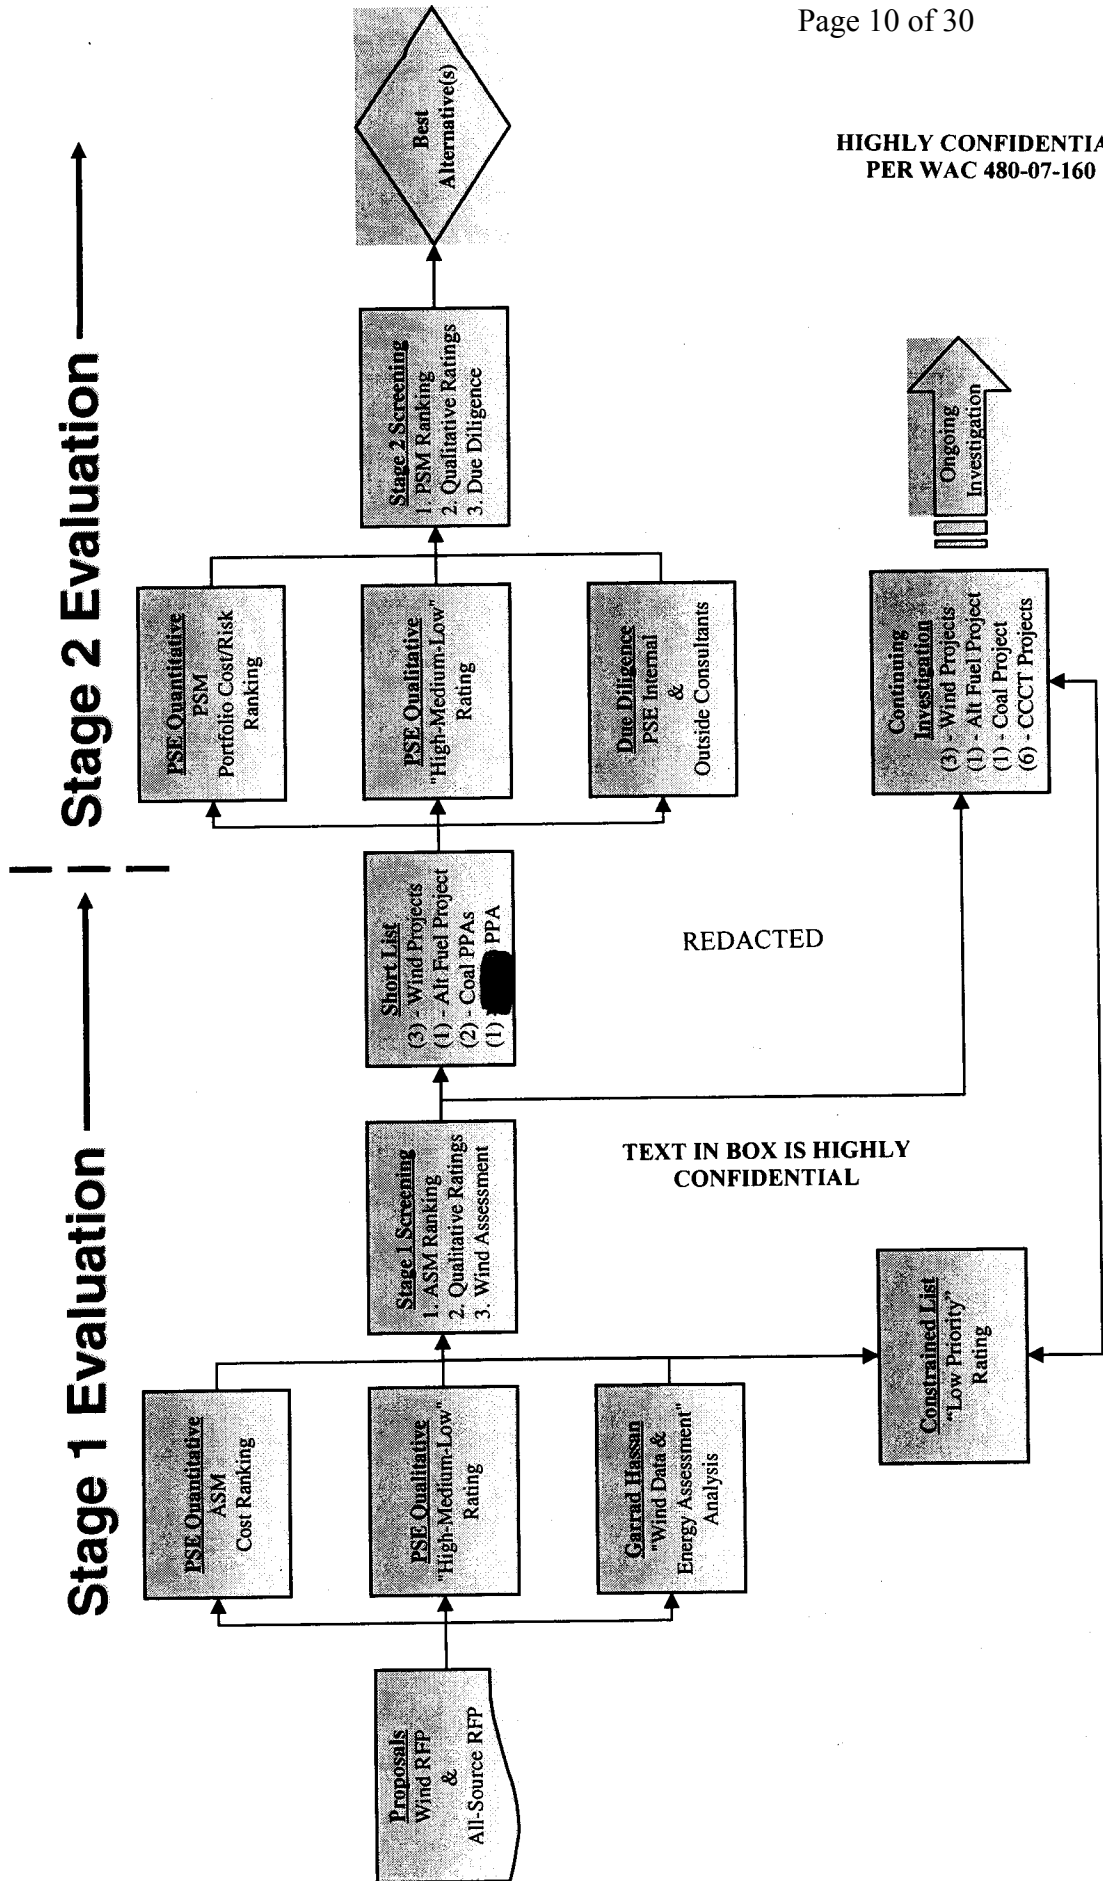 Page 10 of 30
HIGHLY CONFIDENTIA
PER WAC 480-07-160
Stage 1 Evaluation
Stage 2 Evaluation
Proposals
Wind RFP
&
All-Source RFP
PSE Quantitative
ASM
Cost Ranking
PSE Qualitative
"High-Medium-Low"
Rating
Garrad Hassan
"Wind Data &
Energy Assessment"
Analysis
Stage 1 Screening
1. ASM Ranking
2. Qualitative Ratings
3. Wind Assessment
Constrained List
“Low Priority”
Rating
TEXT IN BOX IS HIGHLY
CONFIDENTIAL
Short List
(3) - Wind Projects
(1) - Alt Fuel Project
(2) - Coal PPAs
(1) - PPA
REDACTED
PSE Quantitative
PSM
Portfolio Cost/Risk
Ranking
PSE Qualitative
"High-Medium-Low"
Rating
Due Diligence
PSE Internal
&
Outside Consultants
Continuing
Investigation
(3) - Wind Projects
(1) - Alt Fuel Project
(1) - Coal Project
(6) - CCCT Projects
Stage 2 Screening
1. PSM Ranking
2. Qualitative Ratings
3. Due Diligence
Ongoing
Investigation
Best
Alternative(s)